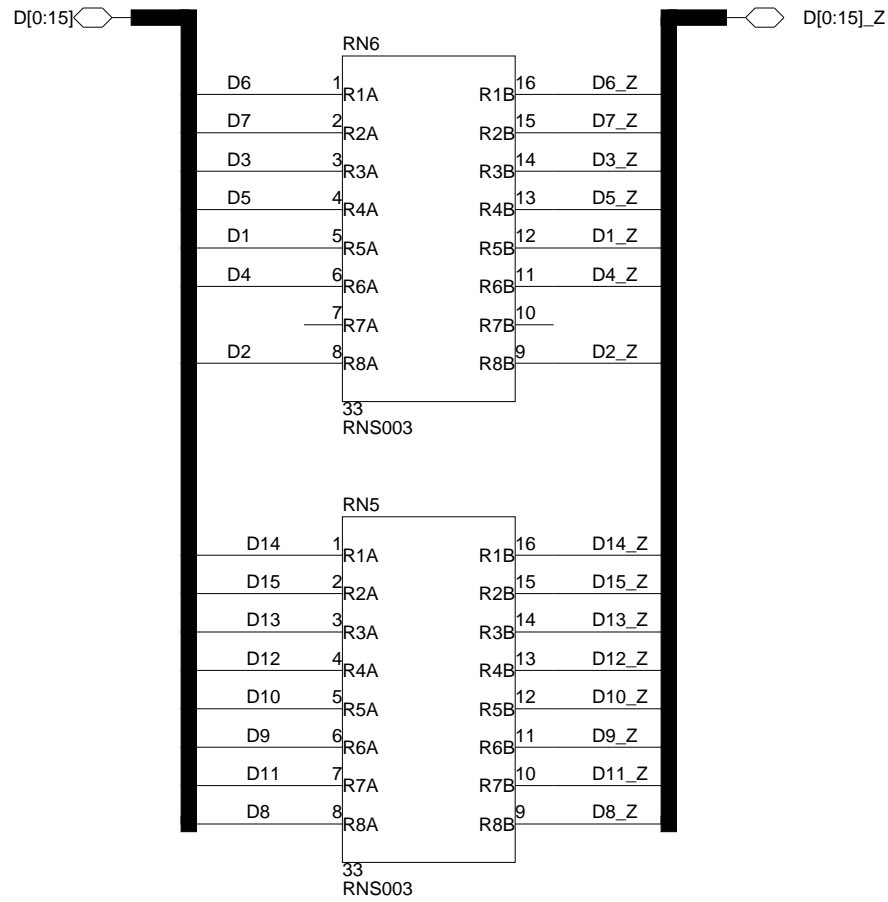 D[0:15] D[0:15]_Z
RN6
D6 1 R1A R1B 16 D6_Z
D7 2 R2A R2B 15 D7_Z
D3 3 R3A R3B 14 D3_Z
D5 4 R4A R4B 13 D5_Z
D1 5 R5A R5B 12 D1_Z
D4 6 R6A R6B 11 D4_Z
7 R7A R7B 10
D2 8 R8A R8B 9 D2_Z
33
RNS003
RN5
D14 1 R1A R1B 16 D14_Z
D15 2 R2A R2B 15 D15_Z
D13 3 R3A R3B 14 D13_Z
D12 4 R4A R4B 13 D12_Z
D10 5 R5A R5B 12 D10_Z
D9 6 R6A R6B 11 D9_Z
D11 7 R7A R7B 10 D11_Z
D8 8 R8A R8B 9 D8_Z
33
RNS003